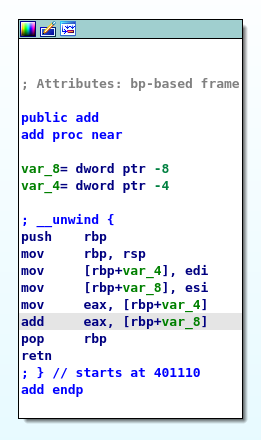 ; Attributes: bp-based frame
public add
add proc near
var_8= dword ptr -8
var_4= dword ptr -4
; __unwind {
push    rbp
mov     rbp, rsp
mov     [rbp+var_4], edi
mov     [rbp+var_8], esi
mov     eax, [rbp+var_4]
add     eax, [rbp+var_8]
pop     rbp
retn
; } // starts at 401110
add endp